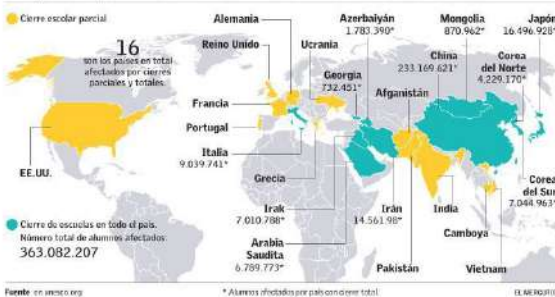 Cierre escolar parcial
16
son los países en total
afectados por cierres
parciales y totales.
Alemania
Reino Unido
Ucrania
Azerbaiyán
1.783.390*
Mongolia
870.962*
Japón
16.496.928*
Georgia
732.451*
China
233.169.621*
Corea
del Norte
4.229.170*
Francia
Afganistán
Portugal
Italia
9.039.741*
EE.UU.
Grecia
Irak
7.010.788*
Irán
14.561.98*
India
Corea
del Sur
7.044.963*
Arabia
Saudita
6.789.773*
Camboya
Pakistán
Vietnam
Cierre de escuelas en todo el país.
Número total de alumnos afectados:
363.082.207
Fuente en unesco.org
* Alumnos afectados por país con cierre total
EL MERCURIO